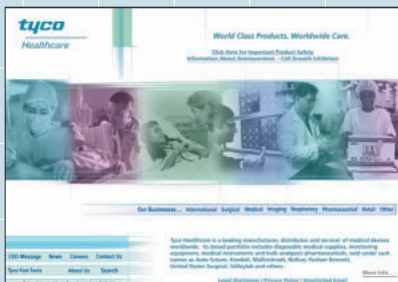 tyco
Healthcare
World Class Products, Worldwide Care.
Click Here for Important Product Safety
Information About Annuvasonix - Cell Growth Inhibition
Our Businesses... International Surgical Medical Imaging Respiratory Pharmaceutical Retail Other
Tyco Healthcare is a leading manufacturer, distributor and servicer of medical devices
worldwide. Its broad portfolio includes disposable medical supplies, monitoring
equipment, medical instruments and bulk analgesic pharmaceuticals, sold under such
names as Auto Suture, Kendall, Mallinckrodt, Nellcor, Puritan Bennett,
United States Surgical, Valleylab and others.
CEO Message News Careers Contact Us
Tyco Fast Facts About Us Search
More Info
Legal Disclaimer | Privacy Policy | Unsolicited Email